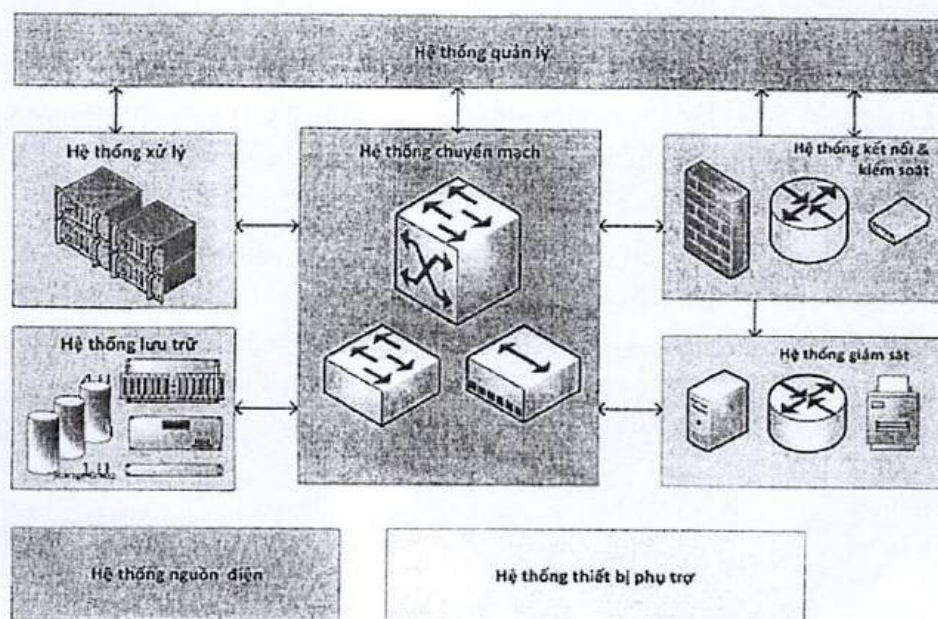 Hệ thống quản lý
Hệ thống xử lý
Hệ thống chuyển mạch
Hệ thống kết nối &
kiểm soát
Hệ thống lưu trữ
Hệ thống giám sát
Hệ thống nguồn điện
Hệ thống thiết bị phụ trợ